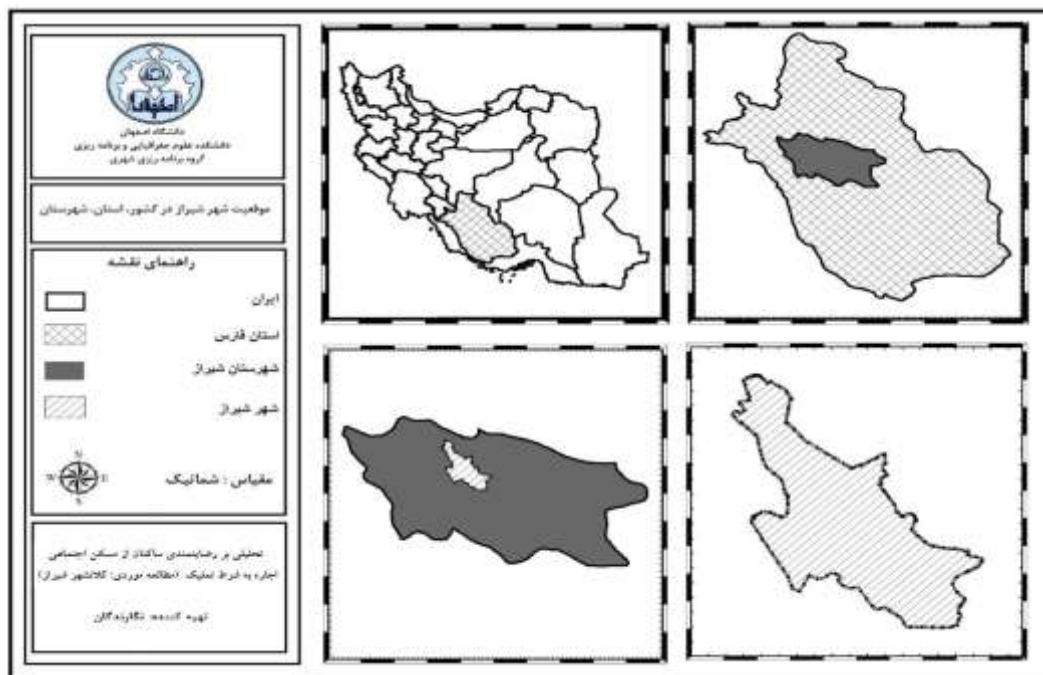 دانشگاه اصفهان
دانشکده علوم جغرافیایی و برنامه ریزی
گروه برنامه ریزی شهری
موقعیت شهر شیراز در کشور، استان، شهرستان
راهنمای نقشه
ایران
استان فارس
شهرستان شیراز
شهر شیراز
N
W E
S
مقیاس : شماتیک
تحلیلی بر رضایتمندی ساکنان از مسکن اجتماعی
اجاره به شرط تملیک (مطالعه موردی: کلانشهر شیراز)
تهیه کننده: نگارندگان